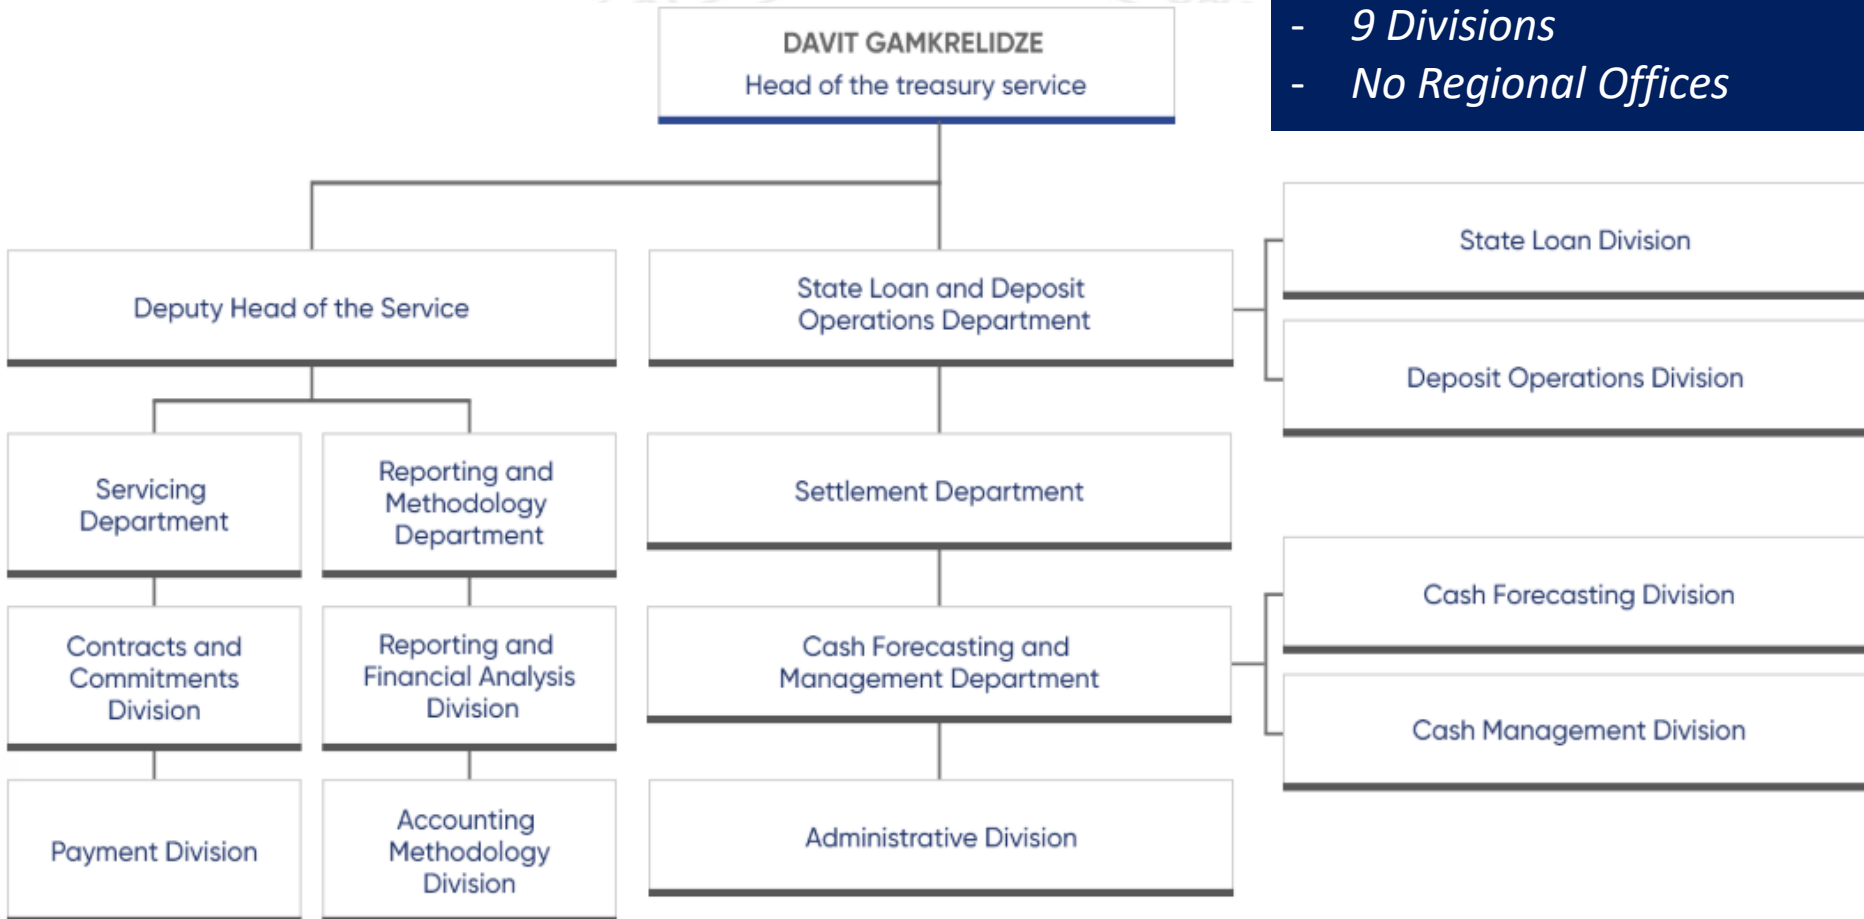 - 9 Divisions
- No Regional Offices
DAVIT GAMKRELIDZE
Head of the treasury service
Deputy Head of the Service
State Loan and Deposit
Operations Department
State Loan Division
Deposit Operations Division
Servicing
Department
Reporting and
Methodology
Department
Settlement Department
Contracts and
Commitments
Division
Reporting and
Financial Analysis
Division
Cash Forecasting and
Management Department
Cash Forecasting Division
Cash Management Division
Payment Division
Accounting
Methodology
Division
Administrative Division